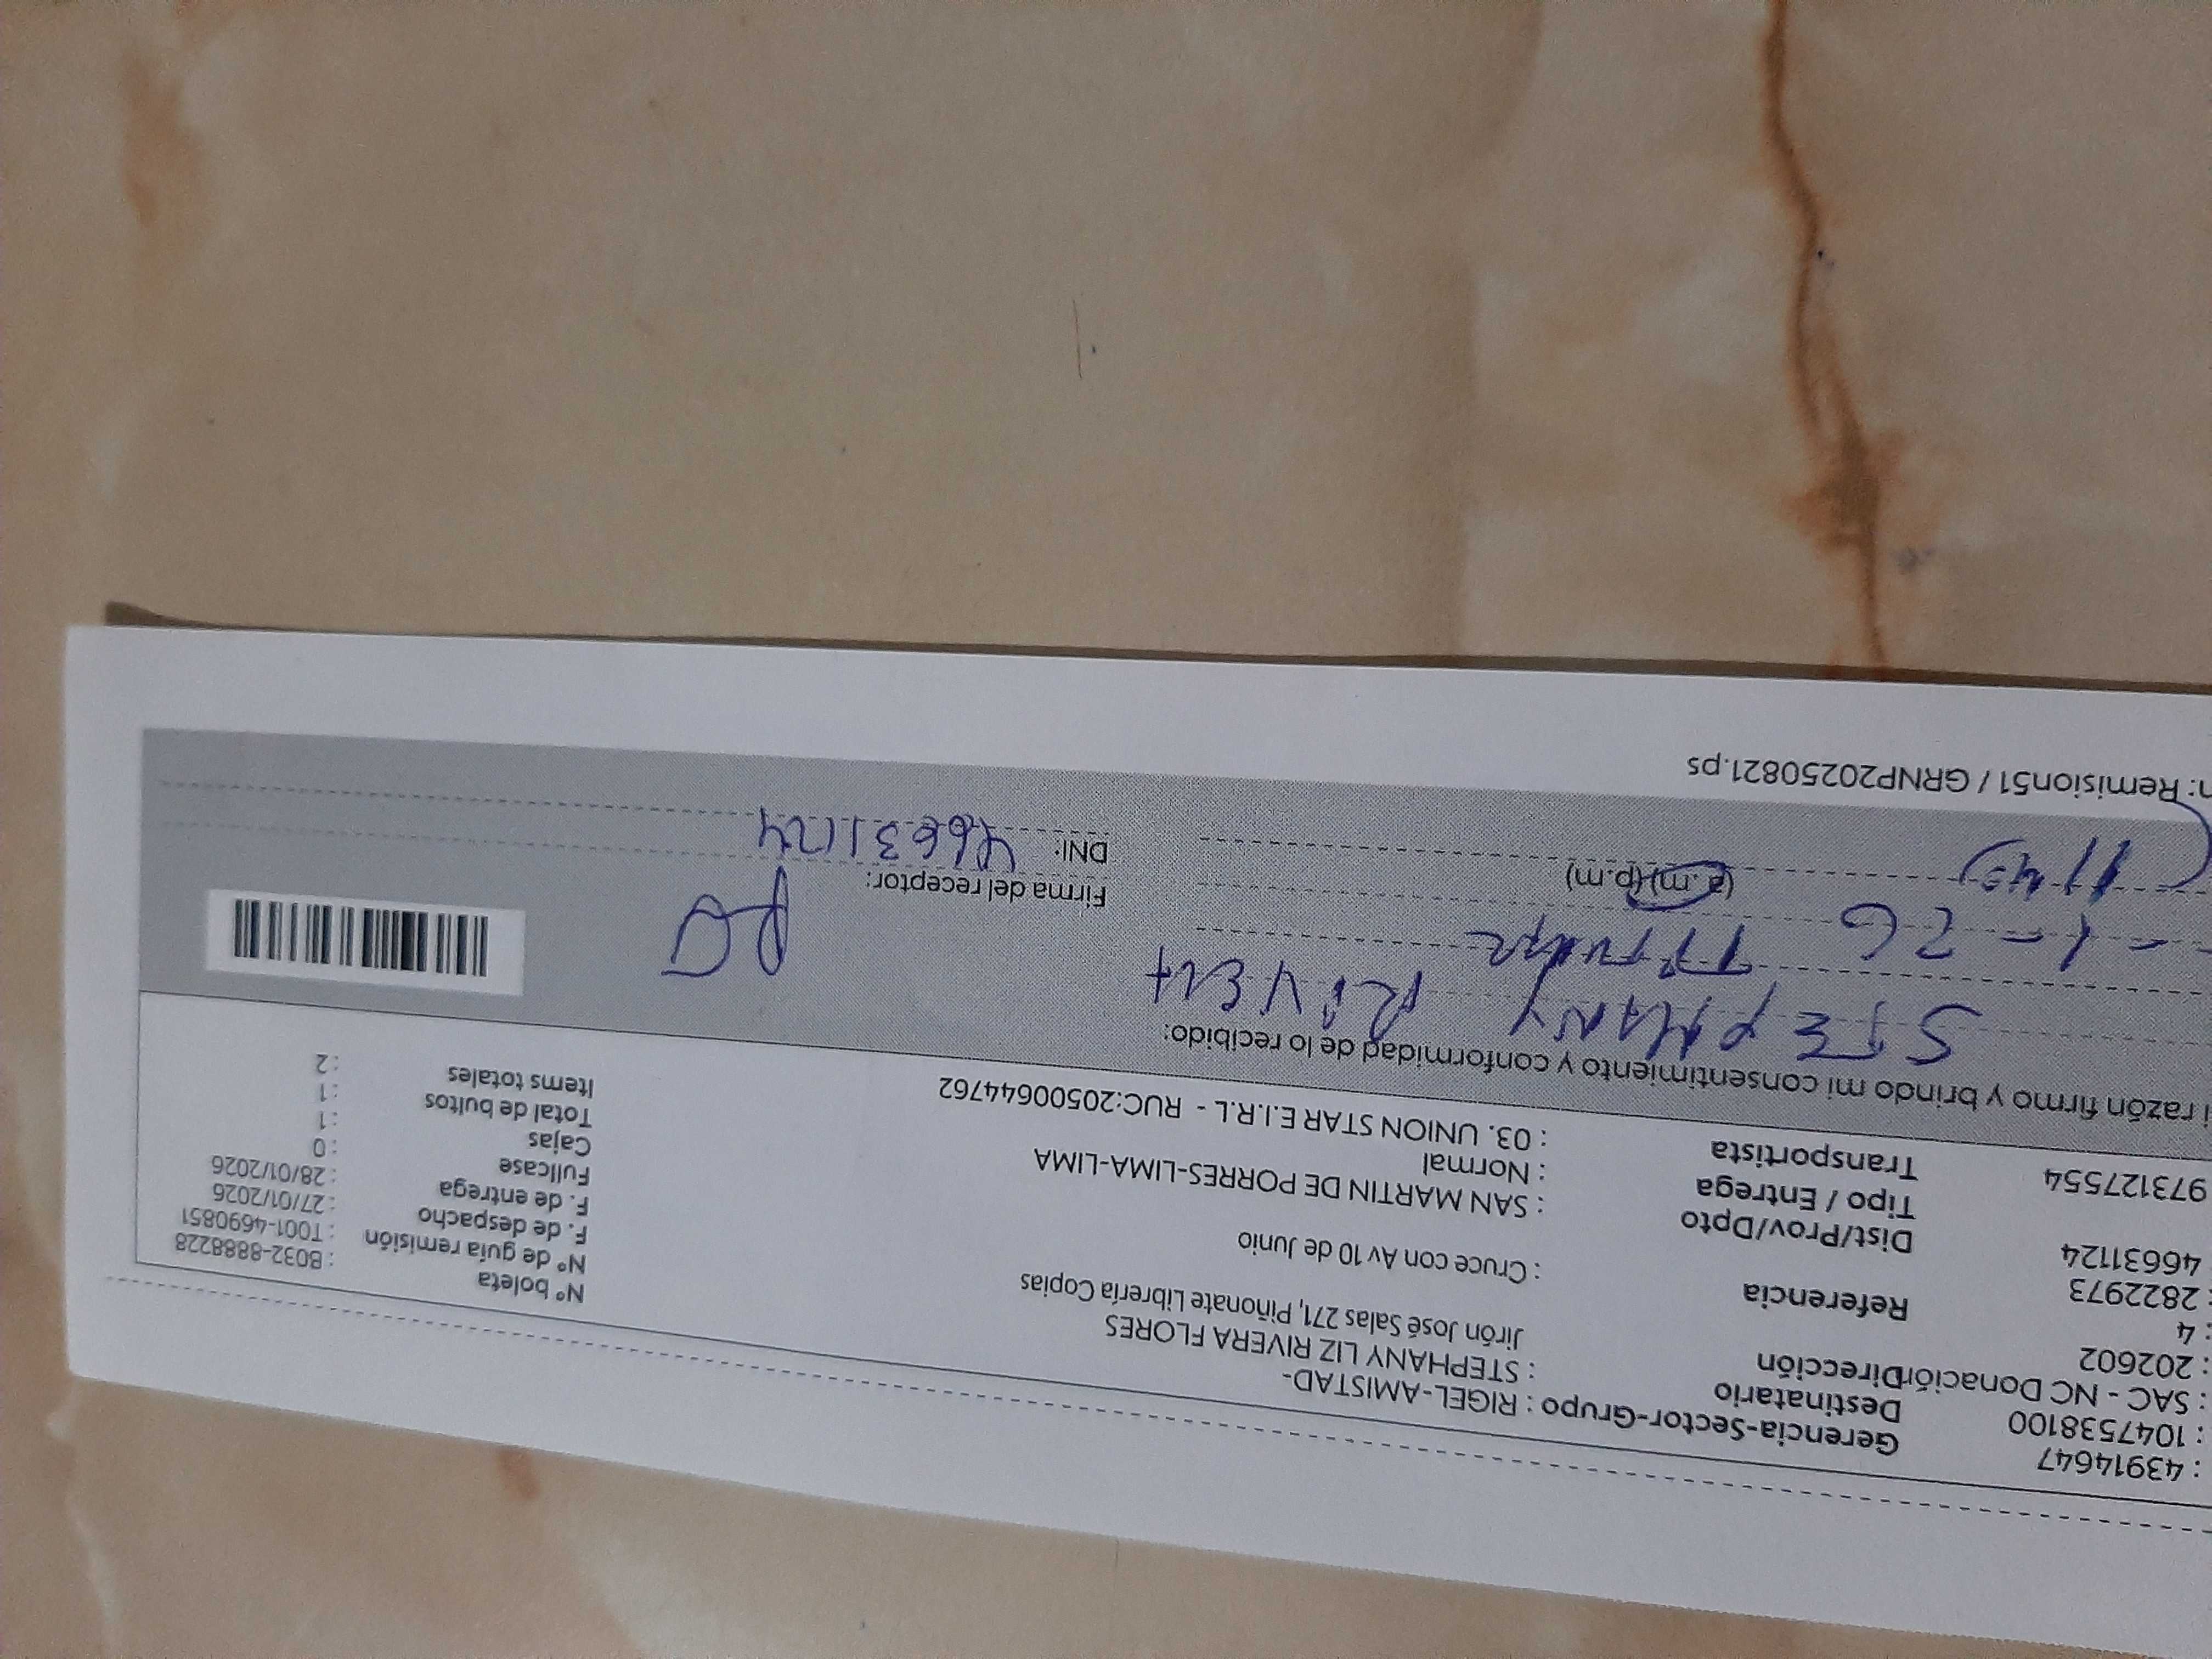 : 43914647
: 1047538100
: SAC - NC Donación
: 202602
: 4
: 2822973
46631124
973127554
Gerencia-Sector-Grupo : RIGEL-AMISTAD-
Destinatario : STEPHANY LIZ RIVERA FLORES
Dirección Jirón José Salas 271, Piñonate Librería Copias
Referencia : Cruce con Av 10 de Junio
Dist/Prov/Dpto : SAN MARTIN DE PORRES-LIMA-LIMA
Tipo / Entrega : Normal
Transportista : 03. UNION STAR E.I.R.L - RUC:20500644762
N° boleta : B032-8888228
N° de guía remisión : T001-4690851
F. de despacho : 27/01/2026
F. de entrega : 28/01/2026
Fullcase : 0
Cajas : 1
Total de bultos : 1
Items totales : 2
razón firmo y brindo mi consentimiento y conformidad de lo recibido:
STEPHANY
- 1 - 26
1140 (a.m) (p.m)
Firma del receptor:
DNI: 46631124
: Remision51 / GRNP20250821.ps